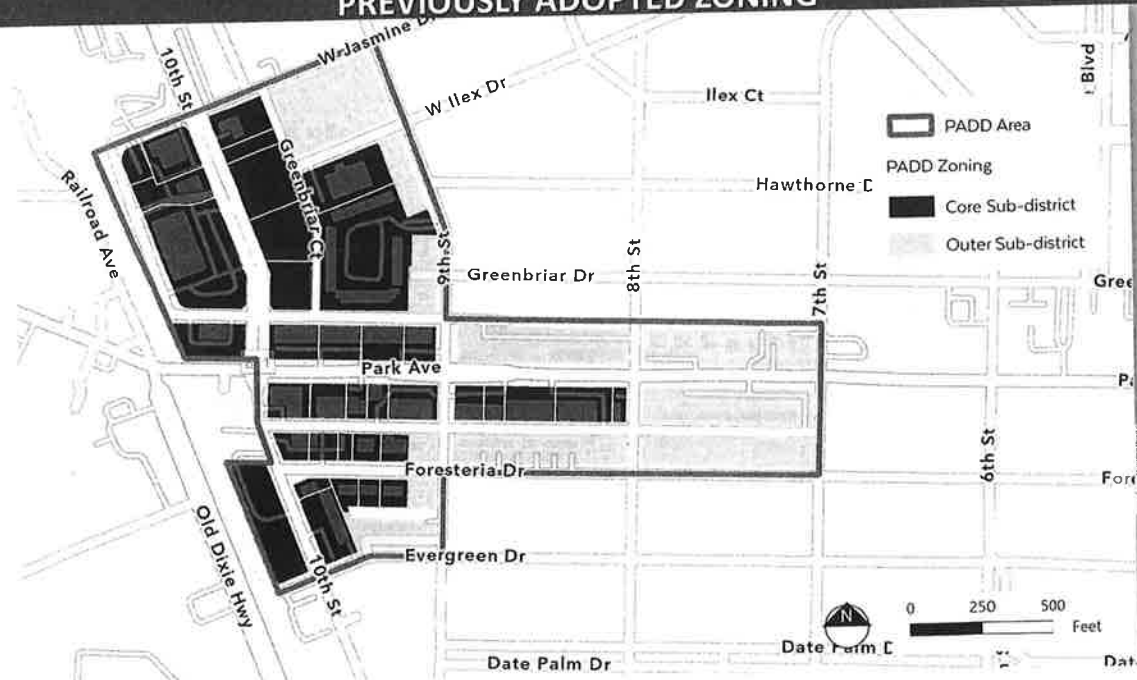 PREVIOUSLY ADOPTED ZONING
W Jasmine Dr
10th St
W Ilex Dr
Ilex Ct
Blvd
PADD Area
PADD Zoning
Core Sub-district
Outer Sub-district
Hawthorne D
Greenbriar Ct
Railroad Ave
9th St
Greenbriar Dr
8th St
7th St
Gree
Park Ave
Pa
Foresteria Dr
6th St
Fore
Old Dixie Hwy
10th St
Evergreen Dr
N
0 250 500
Feet
Date Palm D
Date Palm Dr
Dat